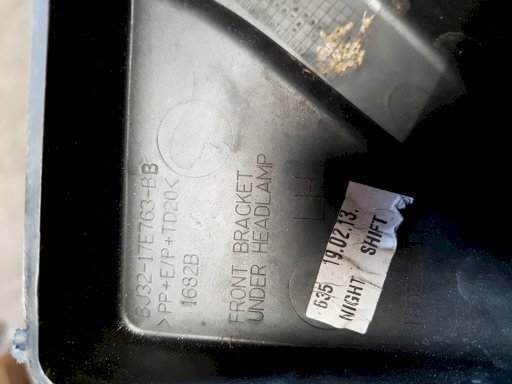 BJ32-17E763-BB
>PP+E/P+TD20<
1682B
FRONT BRACKET
UNDER HEADLAMP
LH
635 19.02.13.
NIGHT SHIFT